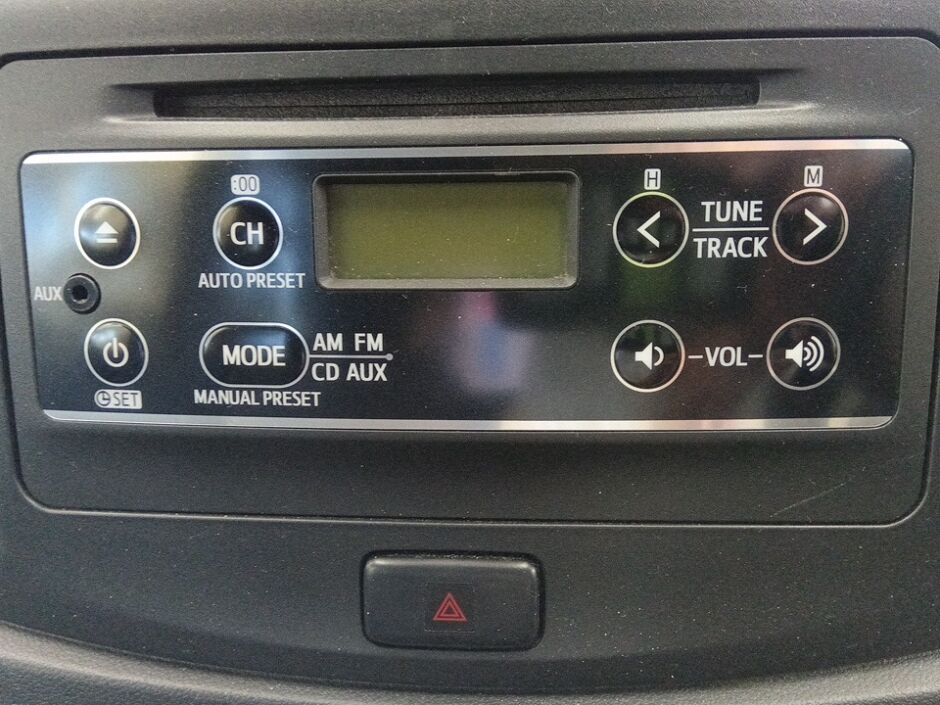 :00
H
M
CH
TUNE
TRACK
AUTO PRESET
AUX
MODE
AM FM
CD AUX
VOL
SET
MANUAL PRESET